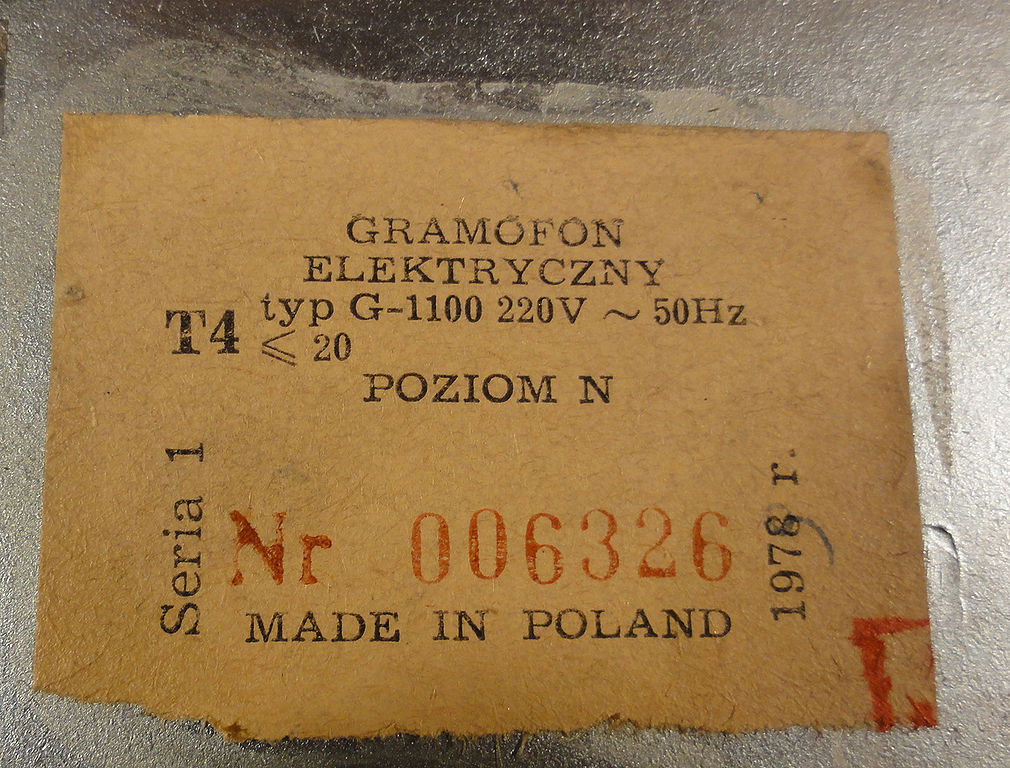 GRAMOFON
ELEKTRYCZNY
T4 typ G-1100 220V ~ 50Hz
⩽ 20
POZIOM N
Seria 1
Nr 006326
1978 r.
MADE IN POLAND